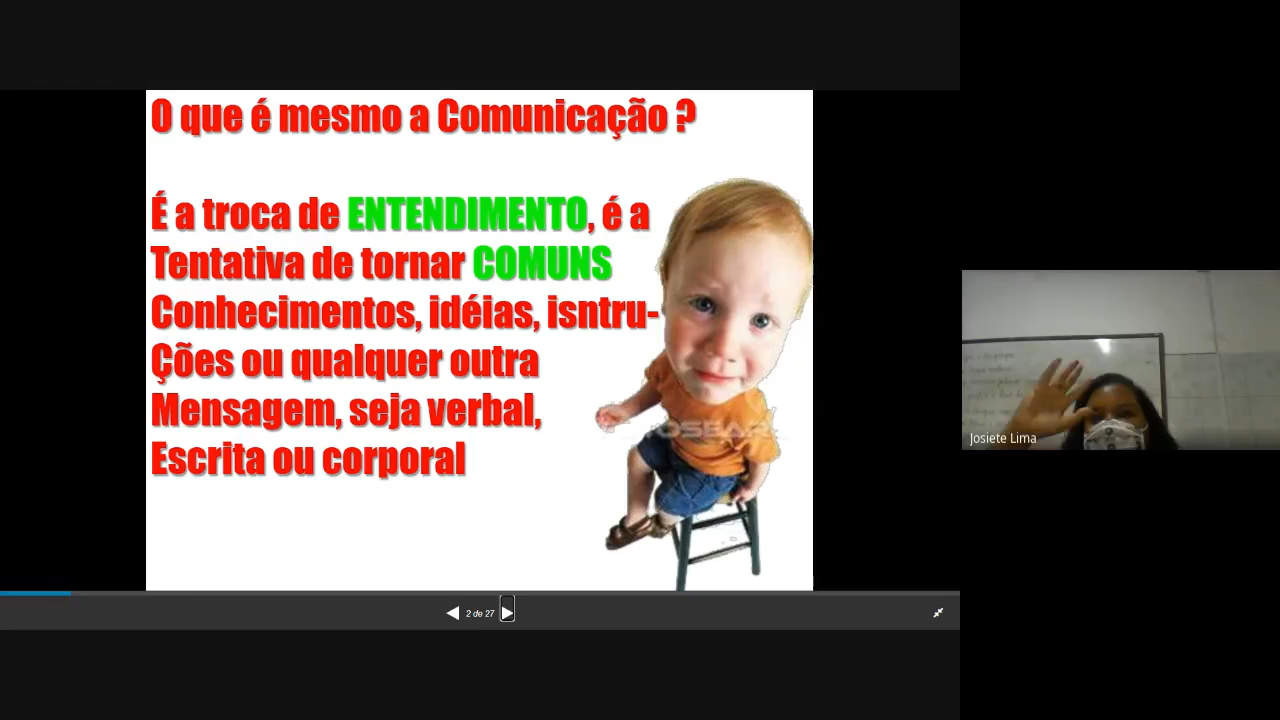 O que é mesmo a Comunicação ?
É a troca de ENTENDIMENTO, é a
Tentativa de tornar COMUNS
Conhecimentos, idéias, isntru-
Ções ou qualquer outra
Mensagem, seja verbal,
Escrita ou corporal
2 de 27
Josiete Lima